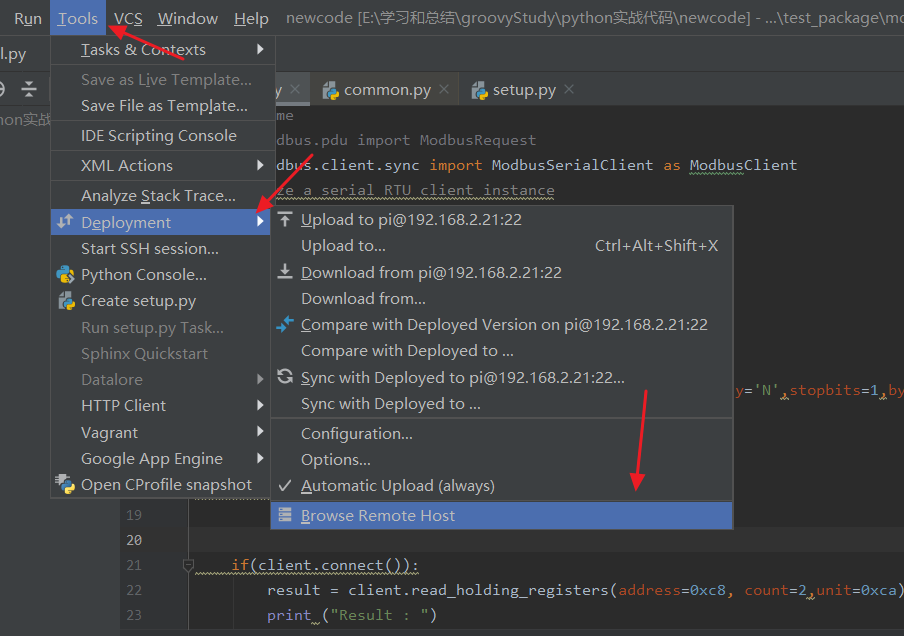 Run Tools VCS Window Help newcode [E:\学习和总结\groovyStudy\python实战代码\newcode] - ...\test_package\mo
l.py
Tasks & Contexts
Save as Live Template...
Save File as Template...
IDE Scripting Console
XML Actions
Analyze Stack Trace...
Deployment
Start SSH session...
Python Console...
Create setup.py
Run setup.py Task...
Sphinx Quickstart
Datalore
HTTP Client
Vagrant
Google App Engine
Open CProfile snapshot
y common.py setup.py
hon实战
me
dbus.pdu import ModbusRequest
dbus.client.sync import ModbusSerialClient as ModbusClient
ze a serial RTU client instance
Upload to pi@192.168.2.21:22
Upload to... Ctrl+Alt+Shift+X
Download from pi@192.168.2.21:22
Download from...
Compare with Deployed Version on pi@192.168.2.21:22
Compare with Deployed to ...
Sync with Deployed to pi@192.168.2.21:22...
Sync with Deployed to ...
Configuration...
Options...
Automatic Upload (always)
Browse Remote Host
y='N',stopbits=1,by
19
20
21 if(client.connect()):
22 result = client.read_holding_registers(address=0xc8, count=2,unit=0xca)
23 print ("Result : ")